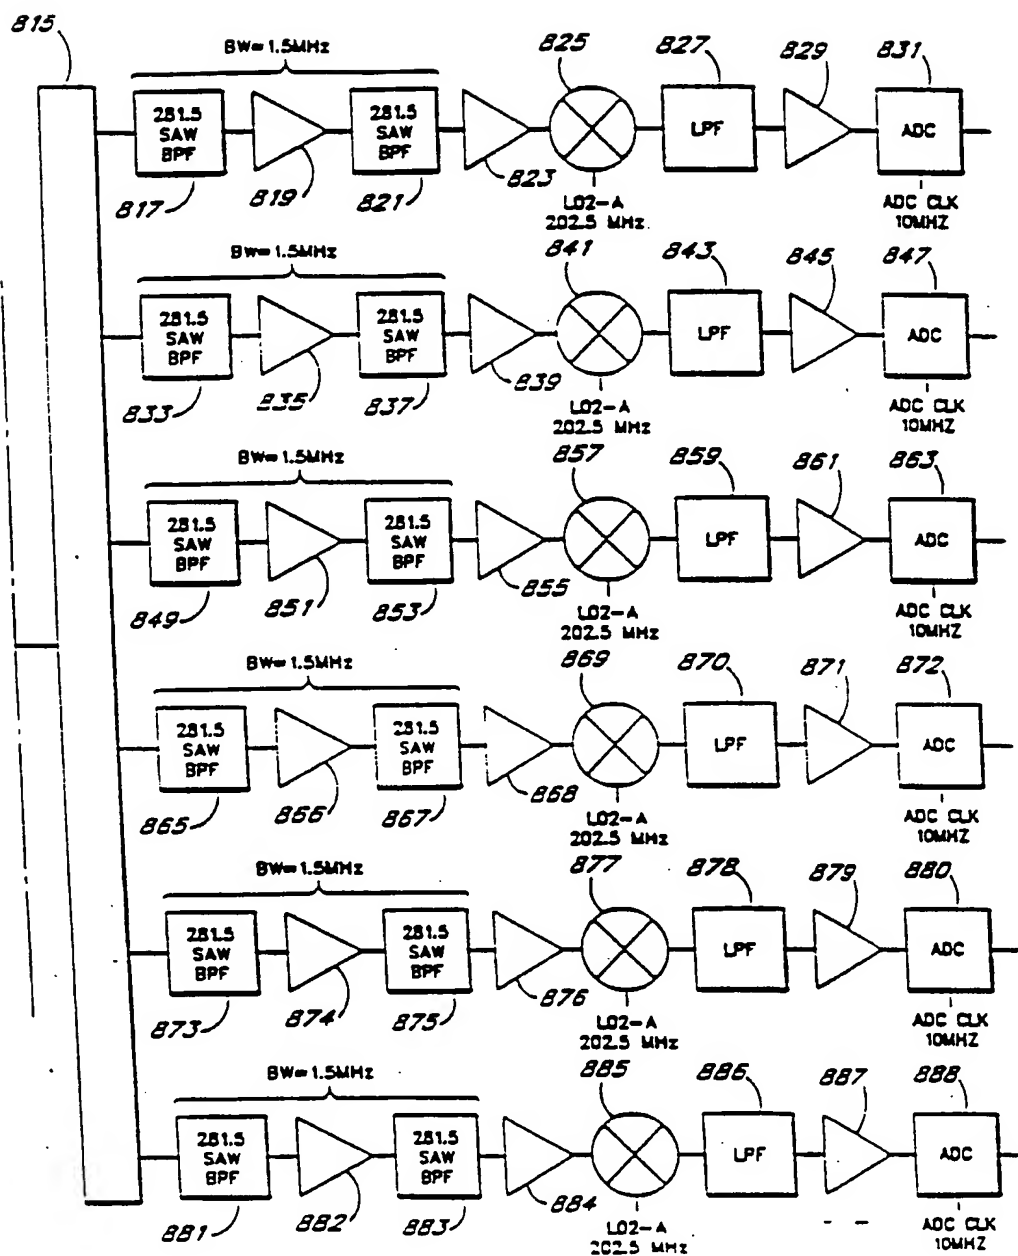 815
BW=1.5MHz
825
827
829
831
281.5
SAW
BPF
281.5
SAW
BPF
LPF
ADC
817
819
821
823
LO2-A
202.5 MHz
ADC CLK
10MHZ
BW=1.5MHz
841
843
845
847
281.5
SAW
BPF
281.5
SAW
BPF
LPF
ADC
833
835
837
839
LO2-A
202.5 MHz
ADC CLK
10MHZ
BW=1.5MHz
857
859
861
863
281.5
SAW
BPF
281.5
SAW
BPF
LPF
ADC
849
851
853
855
LO2-A
202.5 MHz
ADC CLK
10MHZ
BW=1.5MHz
869
870
871
872
281.5
SAW
BPF
281.5
SAW
BPF
LPF
ADC
865
866
867
868
LO2-A
202.5 MHz
ADC CLK
10MHZ
BW=1.5MHz
877
878
879
880
281.5
SAW
BPF
281.5
SAW
BPF
LPF
ADC
873
874
875
876
LO2-A
202.5 MHz
ADC CLK
10MHZ
BW=1.5MHz
885
886
887
888
281.5
SAW
BPF
281.5
SAW
BPF
LPF
ADC
881
882
883
884
LO2-A
202.5 MHz
ADC CLK
10MHZ